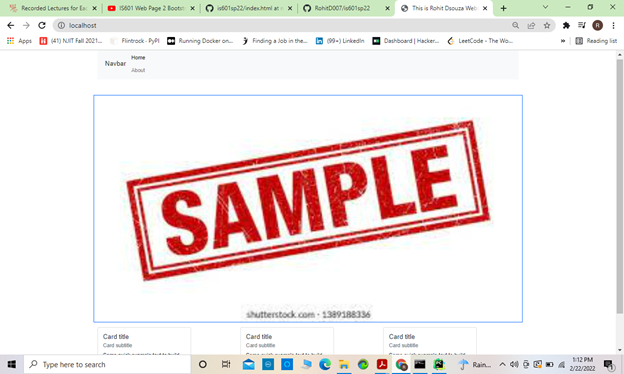 Recorded Lectures for Ex
IS601 Web Page 2 Bootst
is601sp22/index.html at m
RohitD007/is601sp22
This is Rohit Dsouza We
localhost
(41) NJIT Fall 2021...
Flintrock · PyPI
Running Docker on...
Finding a Job in the...
(99+) LinkedIn
Dashboard | Hacker...
LeetCode - The Wo...
»
Reading list
Navbar
Home
About
SAMPLE
shutterstock.com · 1389188336
Card title
Card subtitle
Card title
Card subtitle
Card title
Card subtitle
Type here to search
Rain...
1:12 PM
2/22/2022